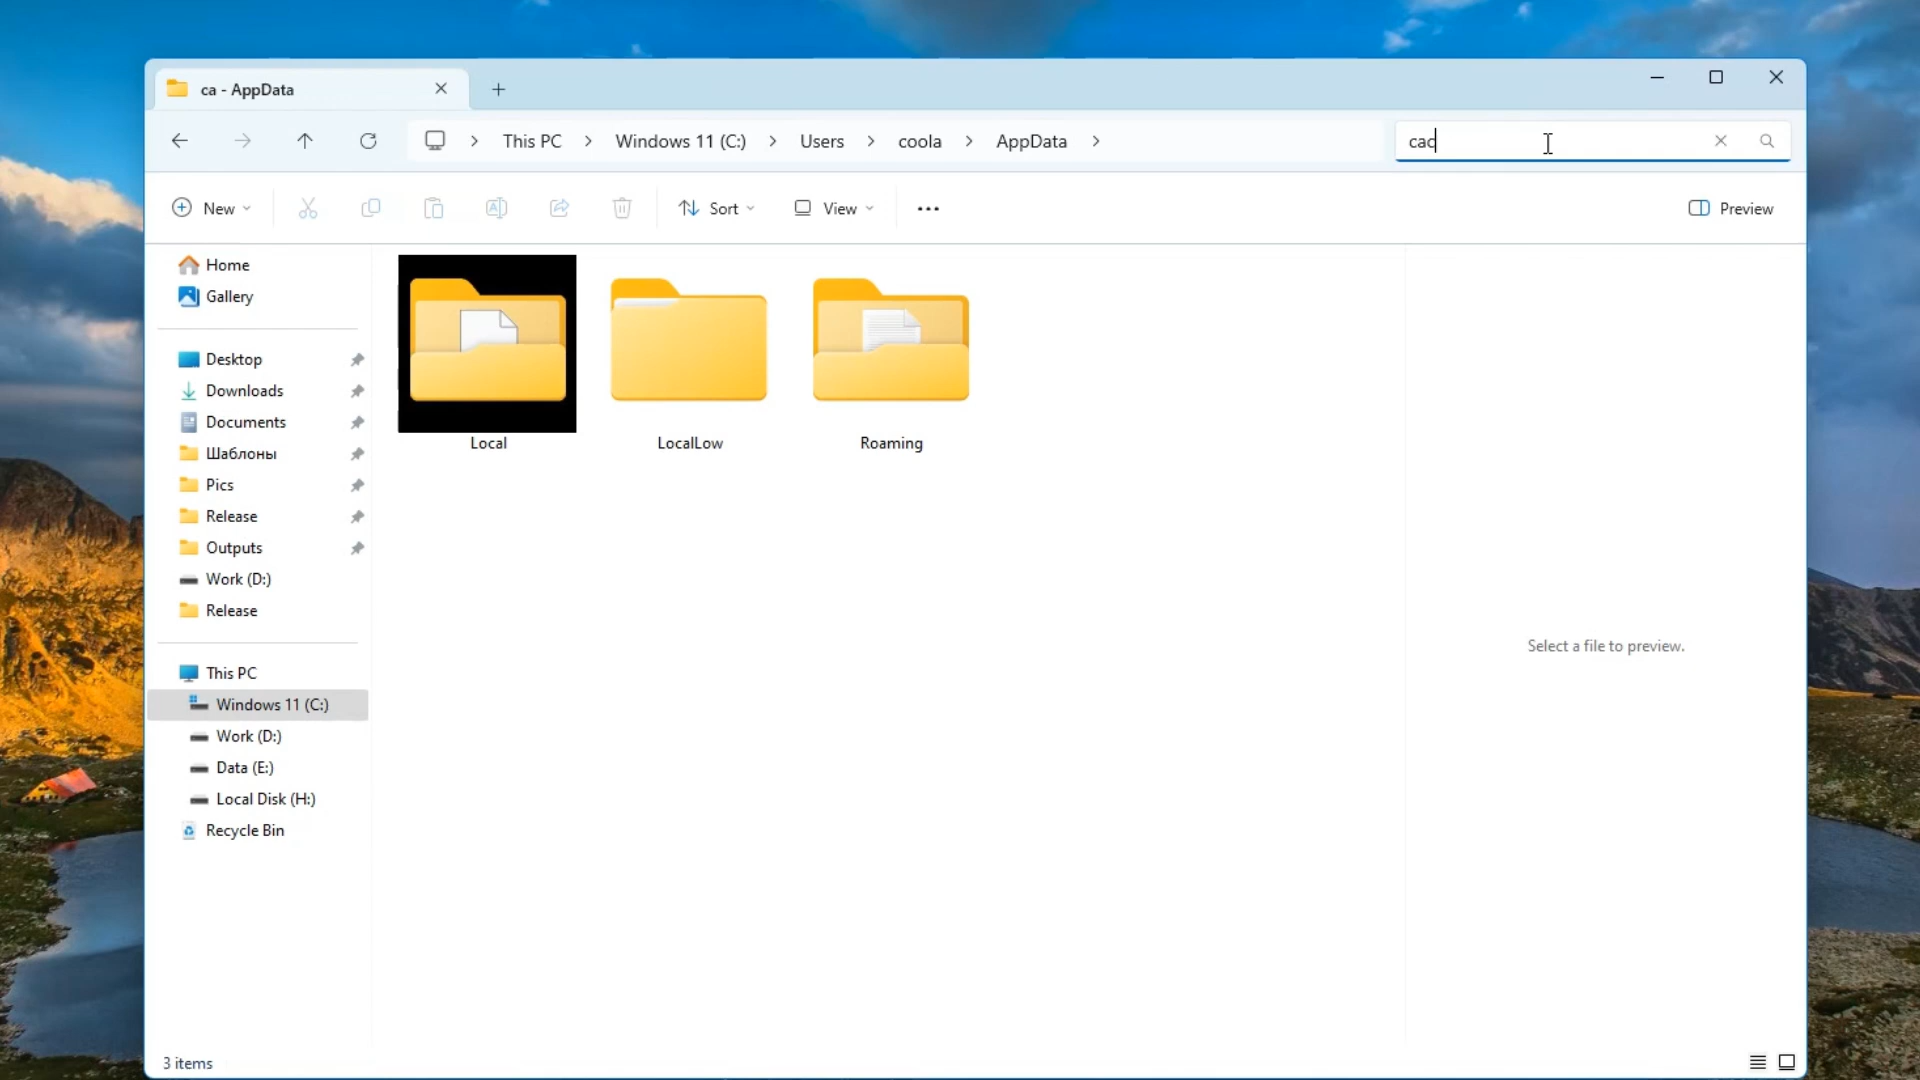 ca - AppData
This PC > Windows 11 (C:) > Users > coola > AppData >
cac
New
Sort
View
Preview
Home
Gallery
Desktop
Downloads
Documents
Шаблоны
Pics
Release
Outputs
Work (D:)
Release
This PC
Windows 11 (C:)
Work (D:)
Data (E:)
Local Disk (H:)
Recycle Bin
Local
LocalLow
Roaming
Select a file to preview.
3 items